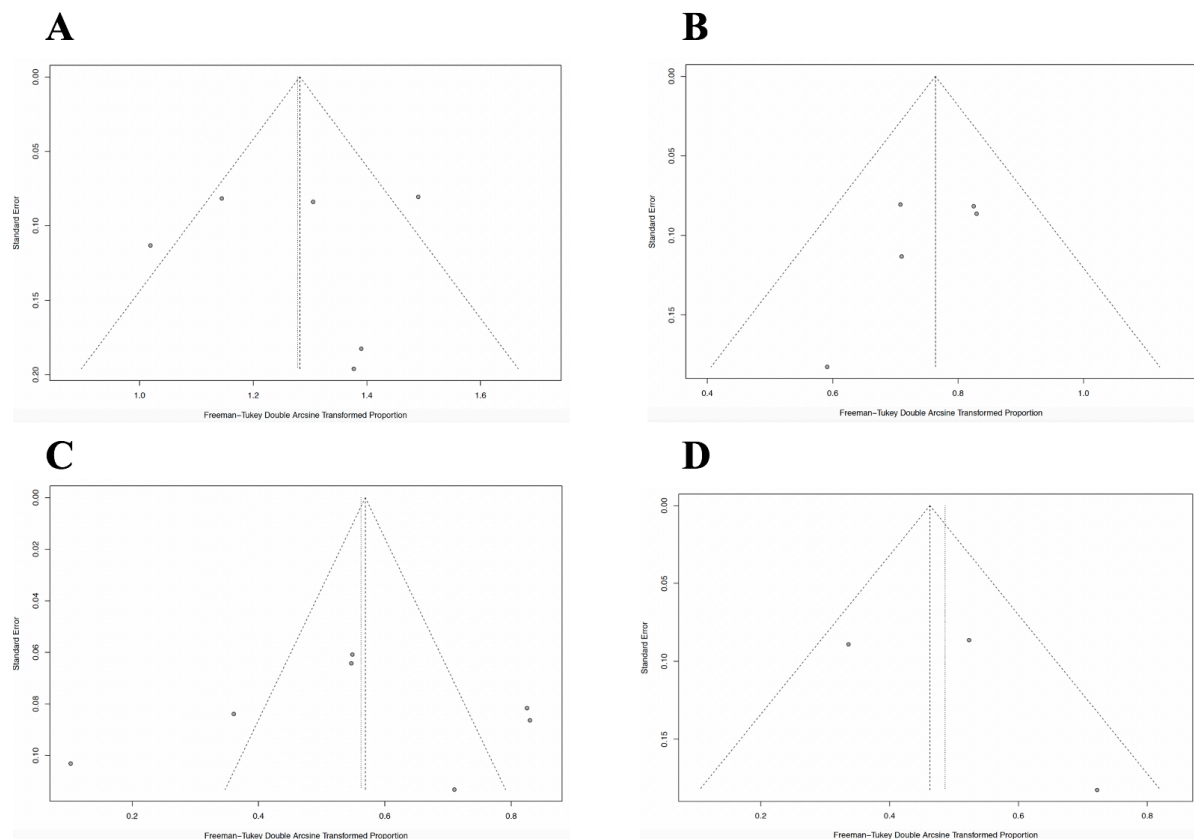 A
0.00
0.05
0.10
0.15
0.20
Standard Error
1.0
1.2
1.4
1.6
Freeman-Tukey Double Arcsine Transformed Proportion
B
0.00
0.05
0.10
0.15
Standard Error
0.4
0.6
0.8
1.0
Freeman-Tukey Double Arcsine Transformed Proportion
C
0.00
0.02
0.04
0.06
0.08
0.10
Standard Error
0.2
0.4
0.6
0.8
Freeman-Tukey Double Arcsine Transformed Proportion
D
0.00
0.05
0.10
0.15
Standard Error
0.2
0.4
0.6
0.8
Freeman-Tukey Double Arcsine Transformed Proportion